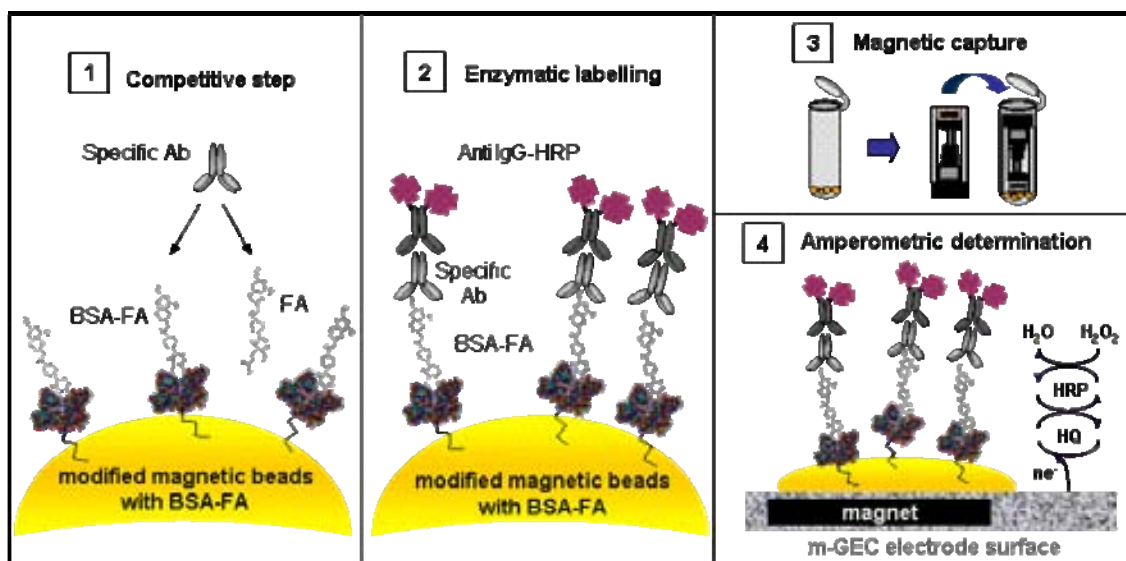 1 Competitive step
Specific Ab
BSA-FA
FA
modified magnetic beads
with BSA-FA
2 Enzymatic labelling
AntiIgG-HRP
Specific
Ab
BSA-FA
modified magnetic beads
with BSA-FA
3 Magnetic capture
4 Amperometric determination
H₂O H₂O₂
HRP
HQ
ne⁻
magnet
m-GEC electrode surface